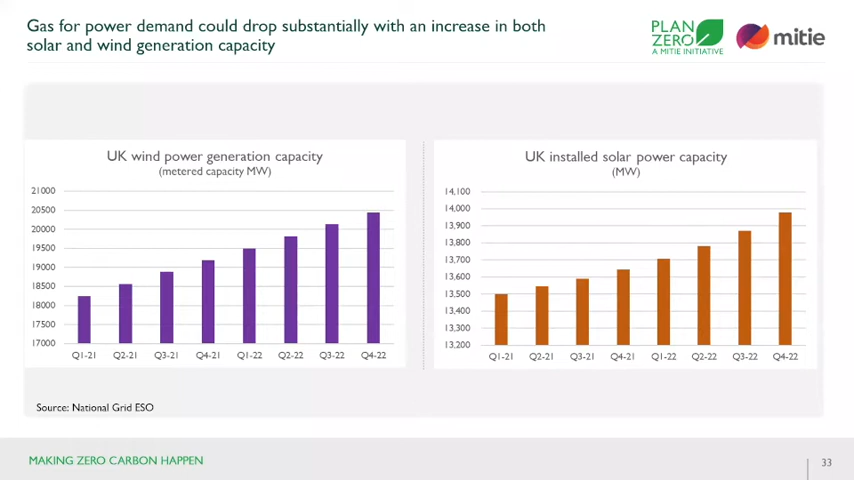 Gas for power demand could drop substantially with an increase in both
solar and wind generation capacity
PLAN
ZERO
A MITIE INITIATIVE
mitie
UK wind power generation capacity
(metered capacity MW)
21000
20500
20000
19500
19000
18500
18000
17500
17000
Q1-21 Q2-21 Q3-21 Q4-21 Q1-22 Q2-22 Q3-22 Q4-22
UK installed solar power capacity
(MW)
14,100
14,000
13,900
13,800
13,700
13,600
13,500
13,400
13,300
13,200
Q1-21 Q2-21 Q3-21 Q4-21 Q1-22 Q2-22 Q3-22 Q4-22
Source: National Grid ESO
MAKING ZERO CARBON HAPPEN
33